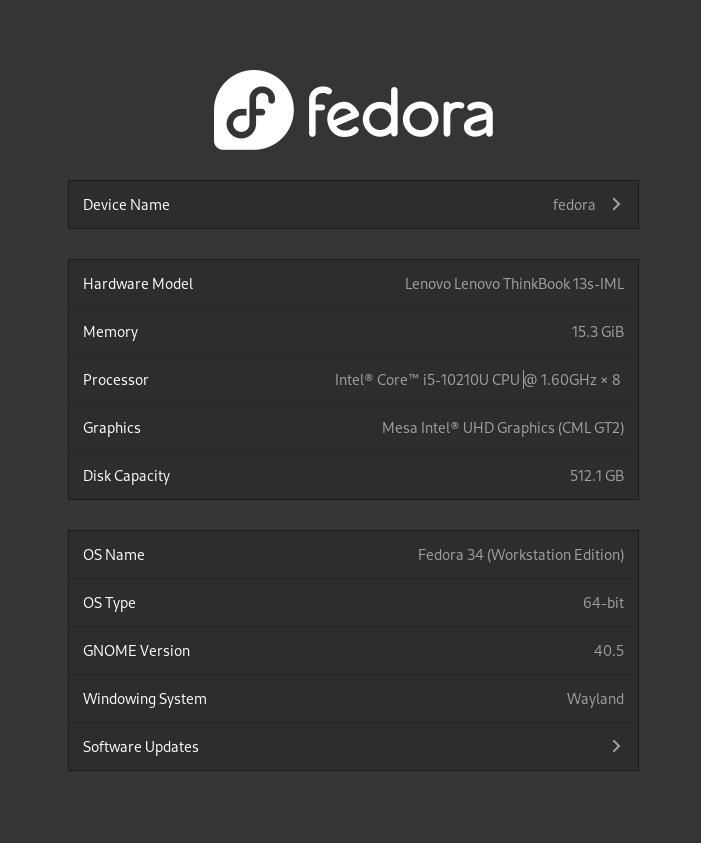 fedora
Device Name fedora
Hardware Model Lenovo Lenovo ThinkBook 13s-IML
Memory 15.3 GiB
Processor Intel® Core™ i5-10210U CPU @ 1.60GHz × 8
Graphics Mesa Intel® UHD Graphics (CML GT2)
Disk Capacity 512.1 GB
OS Name Fedora 34 (Workstation Edition)
OS Type 64-bit
GNOME Version 40.5
Windowing System Wayland
Software Updates